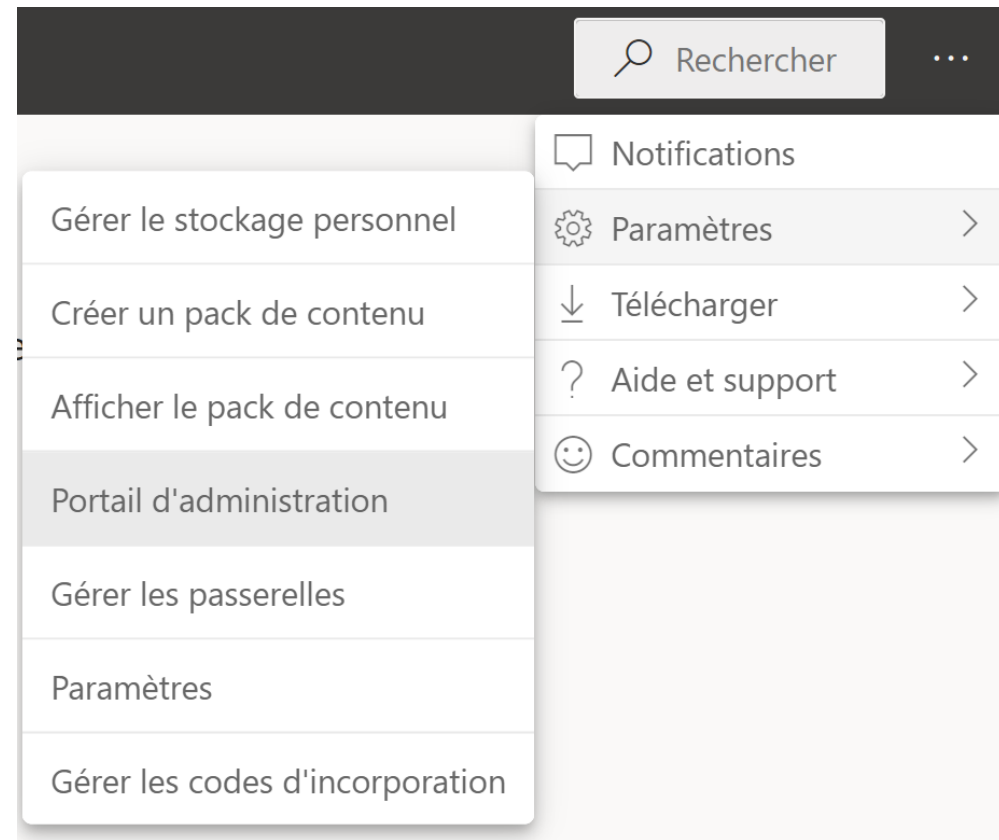 Rechercher
...
Notifications
Paramètres
Télécharger
Aide et support
Commentaires
Gérer le stockage personnel
Créer un pack de contenu
Afficher le pack de contenu
Portail d'administration
Gérer les passerelles
Paramètres
Gérer les codes d'incorporation